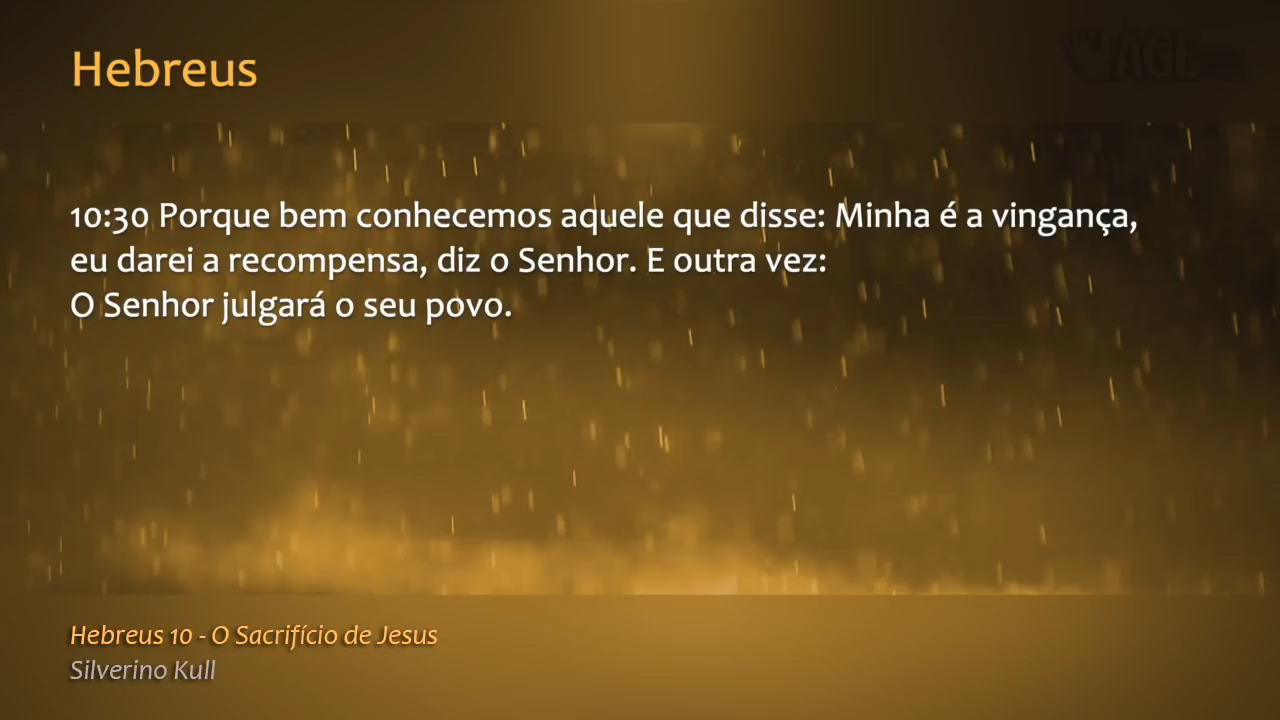 Hebreus
10:30 Porque bem conhecemos aquele que disse: Minha é a vingança,
eu darei a recompensa, diz o Senhor. E outra vez:
O Senhor julgará o seu povo.
Hebreus 10 - O Sacrifício de Jesus
Silverino Kull